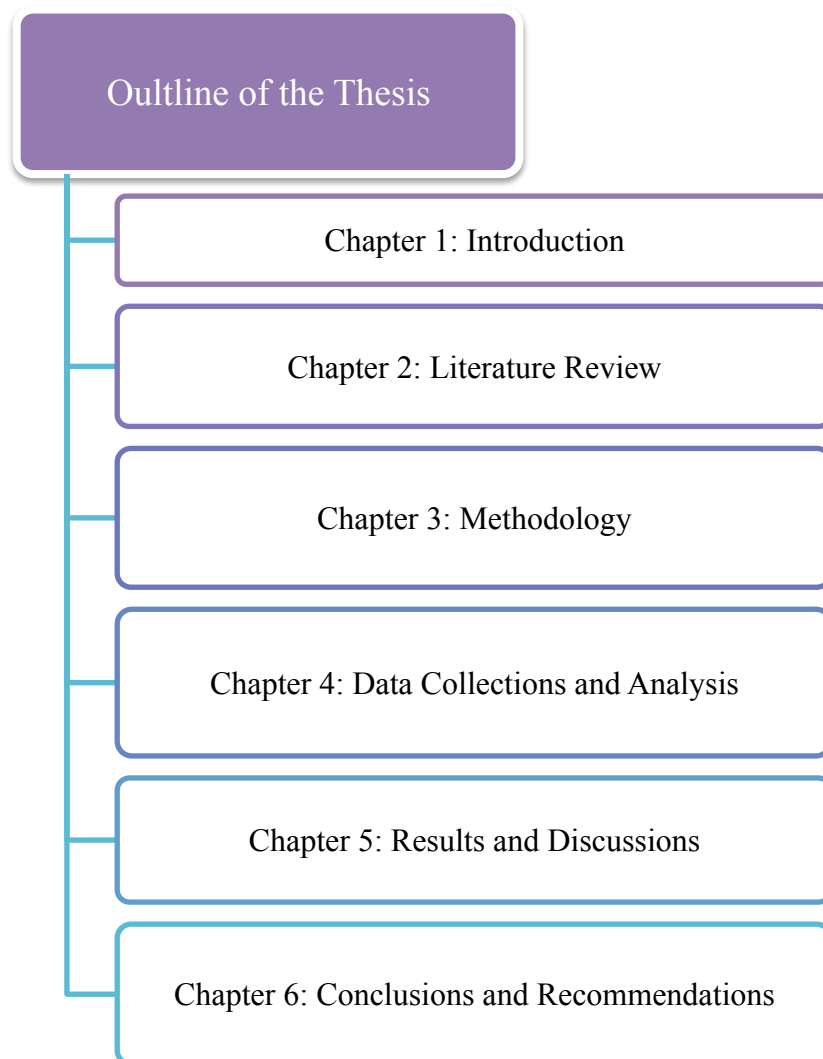 Oultline of the Thesis
Chapter 1: Introduction
Chapter 2: Literature Review
Chapter 3: Methodology
Chapter 4: Data Collections and Analysis
Chapter 5: Results and Discussions
Chapter 6: Conclusions and Recommendations